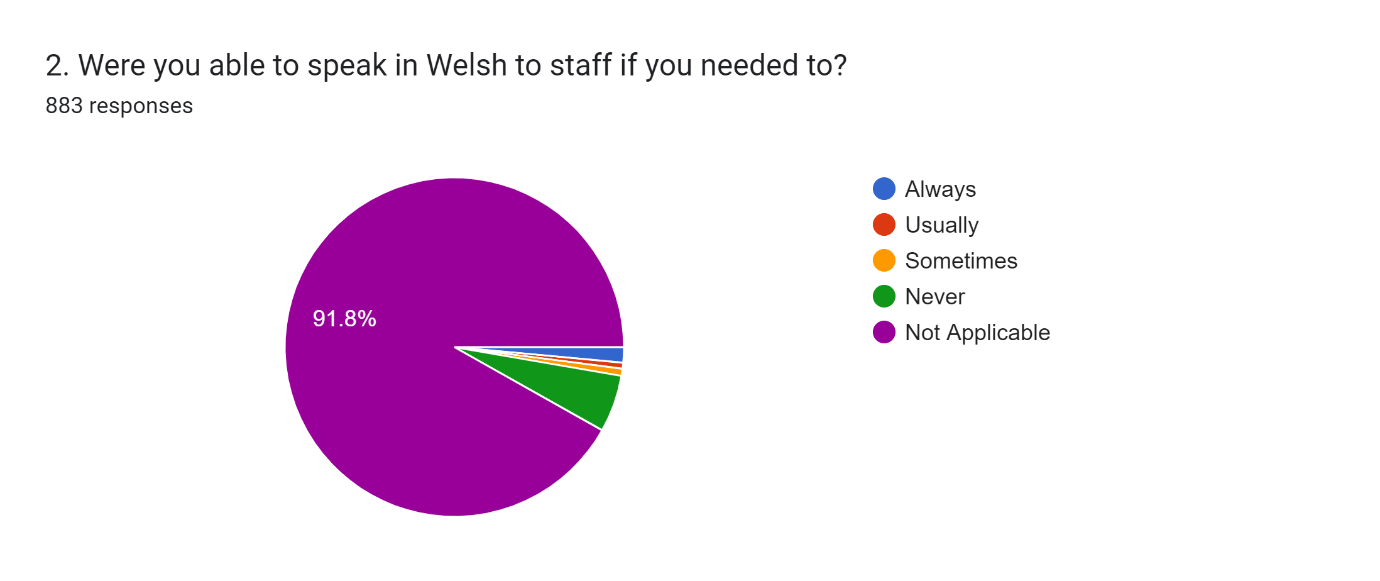 2. Were you able to speak in Welsh to staff if you needed to?
883 responses
91.8%
Always
Usually
Sometimes
Never
Not Applicable